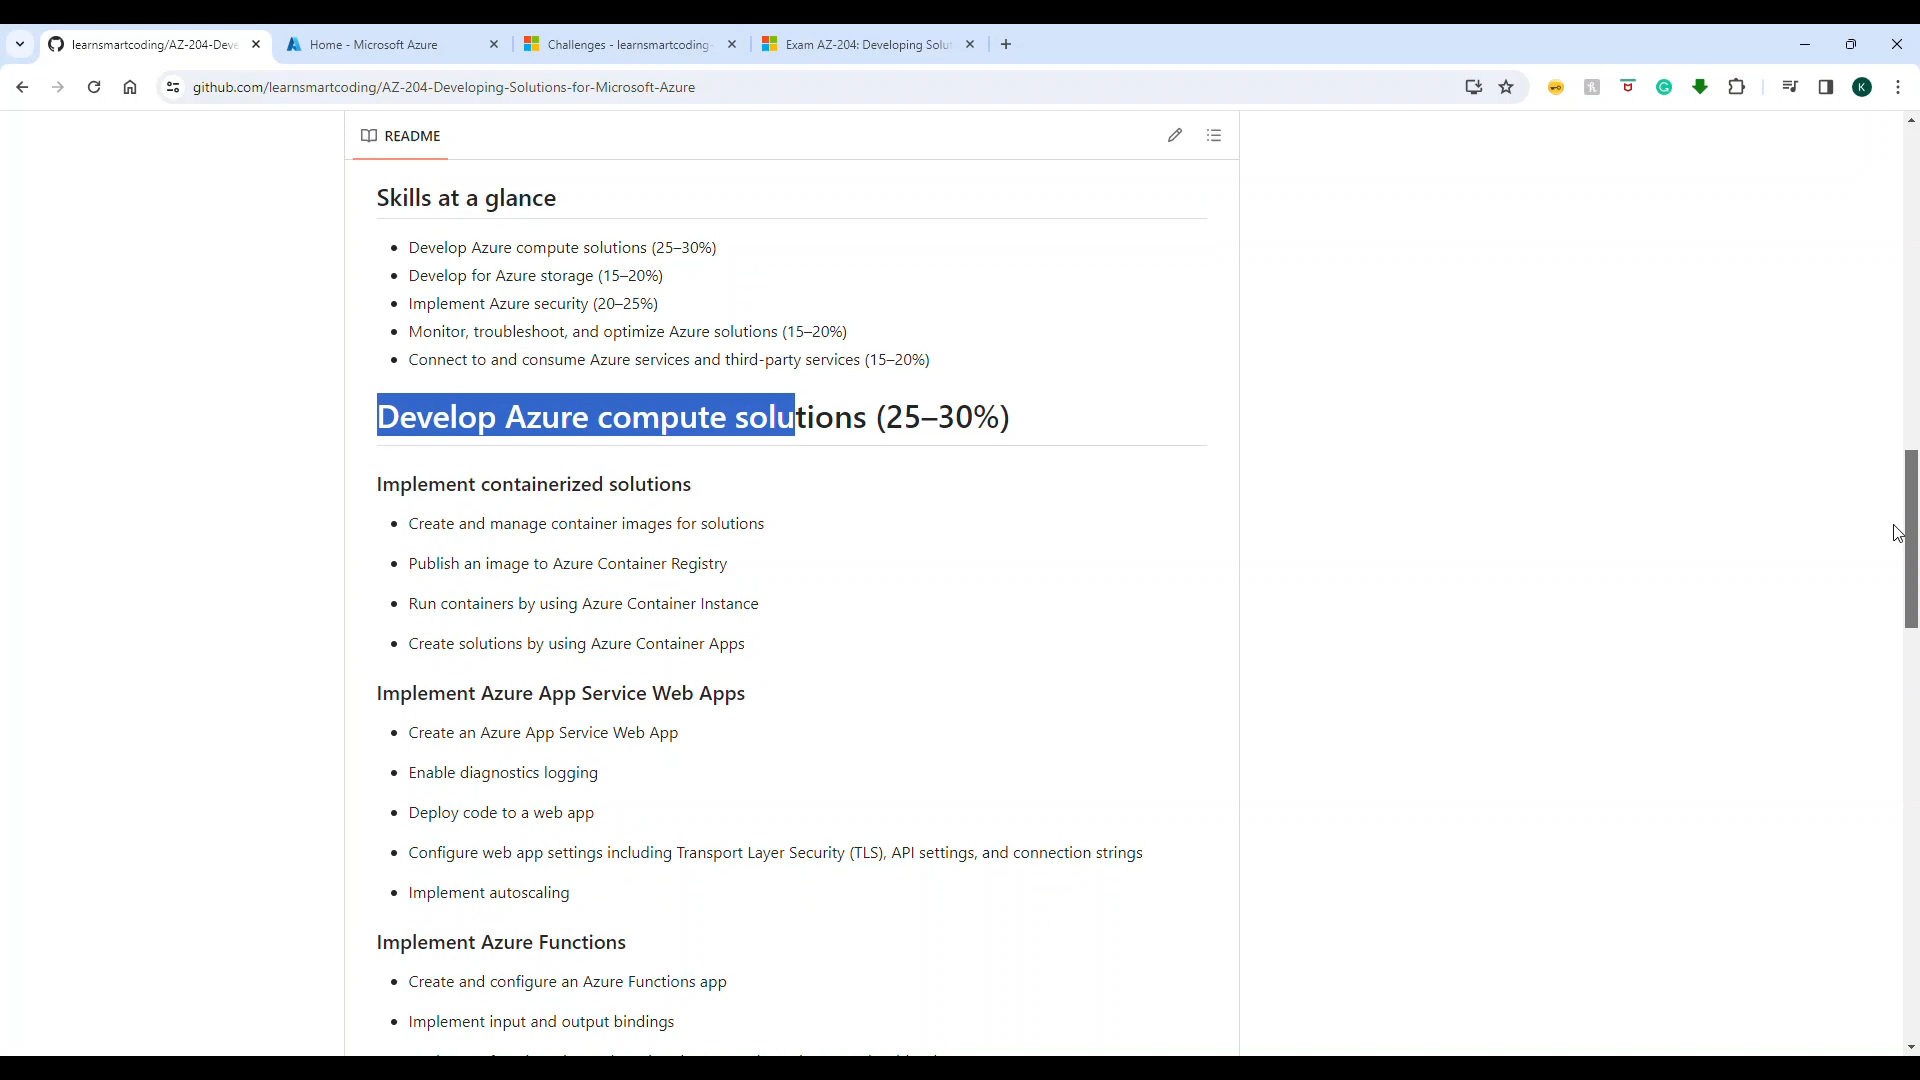 learnsmartcoding/AZ-204-Deve
Home - Microsoft Azure
Challenges - learnsmartcoding-
Exam AZ-204: Developing Solut
github.com/learnsmartcoding/AZ-204-Developing-Solutions-for-Microsoft-Azure
K
README
Skills at a glance
Develop Azure compute solutions (25–30%)
Develop for Azure storage (15–20%)
Implement Azure security (20–25%)
Monitor, troubleshoot, and optimize Azure solutions (15–20%)
Connect to and consume Azure services and third-party services (15–20%)
Develop Azure compute solutions (25–30%)
Implement containerized solutions
Create and manage container images for solutions
Publish an image to Azure Container Registry
Run containers by using Azure Container Instance
Create solutions by using Azure Container Apps
Implement Azure App Service Web Apps
Create an Azure App Service Web App
Enable diagnostics logging
Deploy code to a web app
Configure web app settings including Transport Layer Security (TLS), API settings, and connection strings
Implement autoscaling
Implement Azure Functions
Create and configure an Azure Functions app
Implement input and output bindings